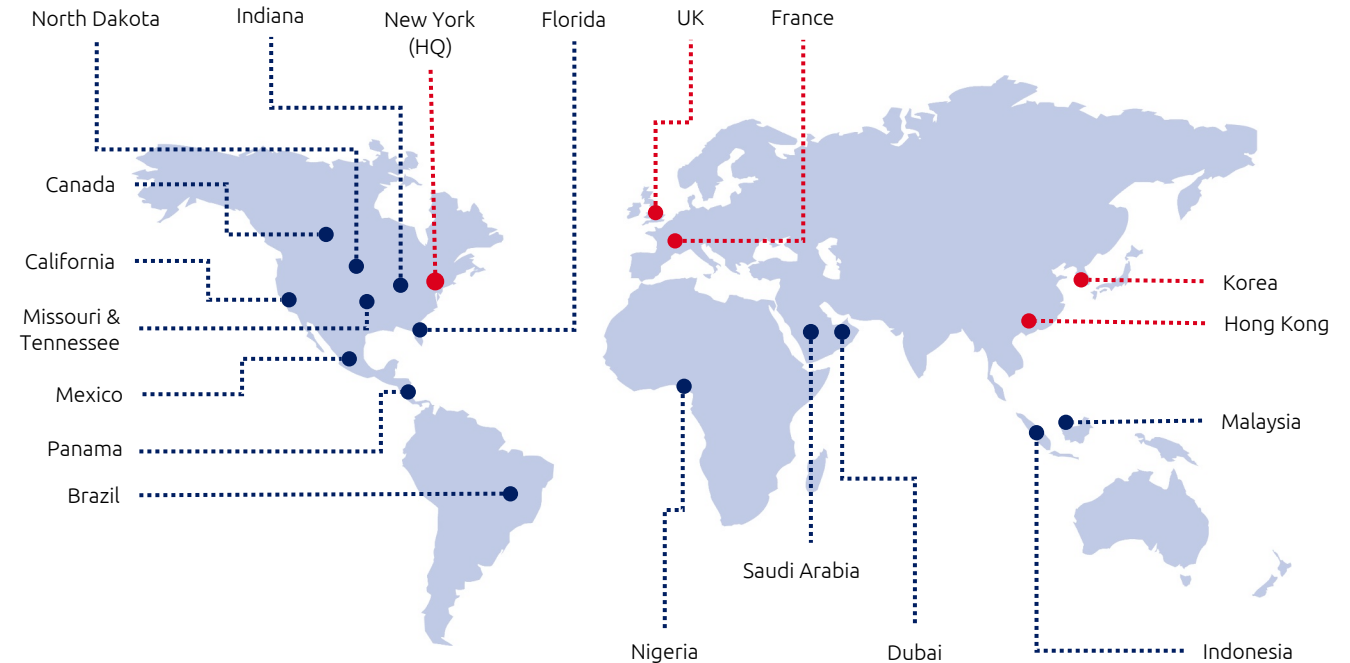 North Dakota
Indiana
New York
(HQ)
Florida
UK
France
Canada
California
Missouri &
Tennessee
Mexico
Panama
Brazil
Korea
Hong Kong
Malaysia
Saudi Arabia
Nigeria
Dubai
Indonesia